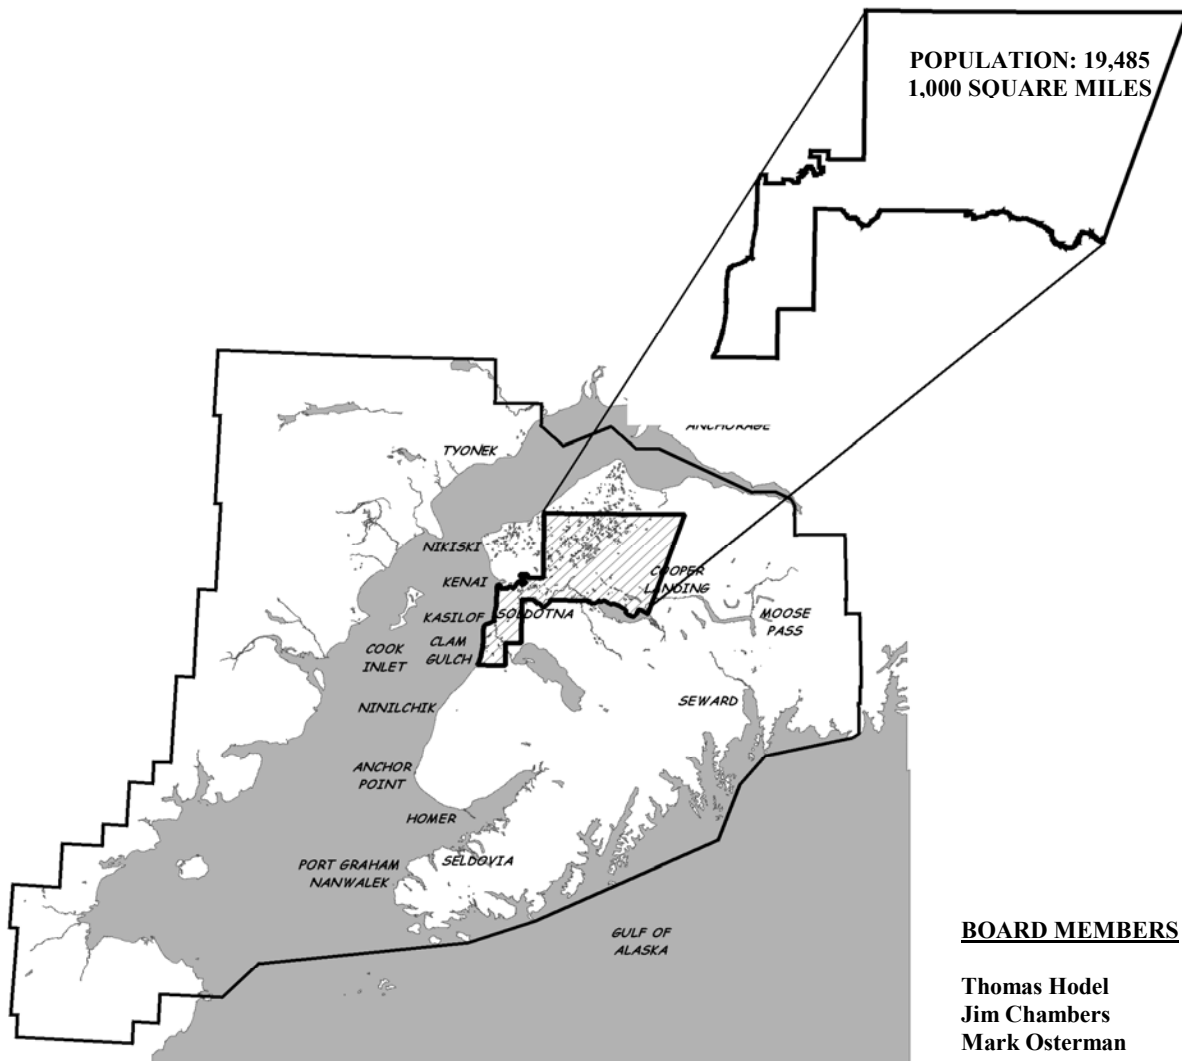 POPULATION: 19,485
1,000 SQUARE MILES
ANCHORAGE
TYONEK
NIKISKI
COOPER
LANDING
KENAI
KASILOF
SOLDOTNA
MOOSE
PASS
CLAM
GULCH
COOK
INLET
SEWARD
NINILCHIK
ANCHOR
POINT
HOMER
SELDOVIA
PORT GRAHAM
NANWALEK
GULF OF
ALASKA
BOARD MEMBERS
Thomas Hodel
Jim Chambers
Mark Osterman